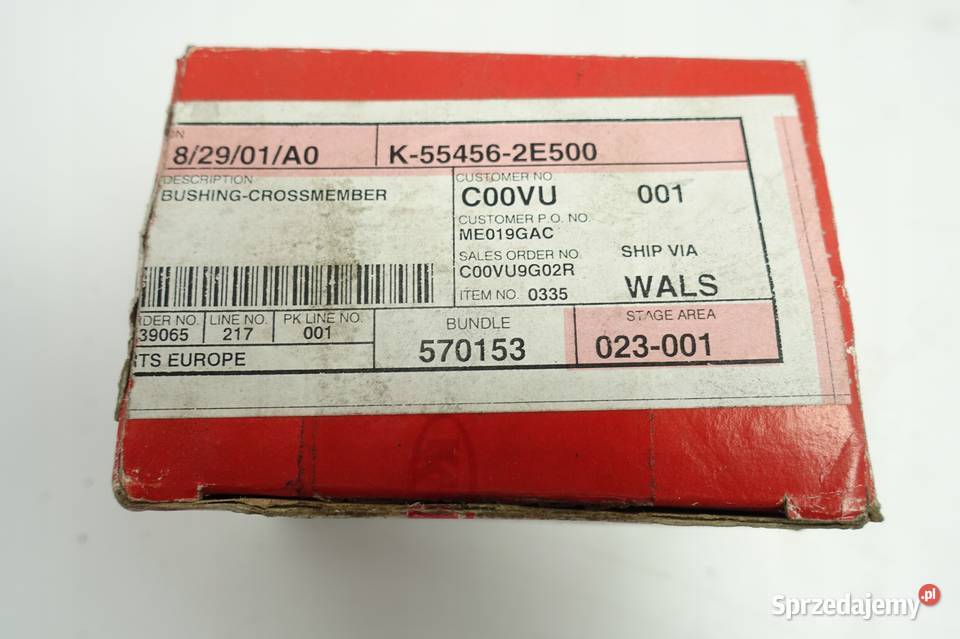 8/29/01/A0 K-55456-2E500
DESCRIPTION
BUSHING-CROSSMEMBER
CUSTOMER NO
C00VU 001
CUSTOMER P.O. NO.
ME019GAC
SALES ORDER NO
C00VU9G02R
SHIP VIA
ITEM NO. 0335 WALS
DER NO. LINE NO. PK LINE NO.
39065 217 001
BUNDLE
570153
STAGE AREA
023-001
TS EUROPE
Sprzedajemy.pl